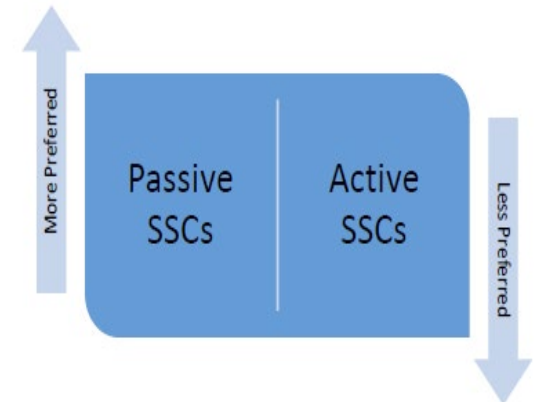 More Preferred
Passive
SSCs
Active
SSCs
Less Preferred